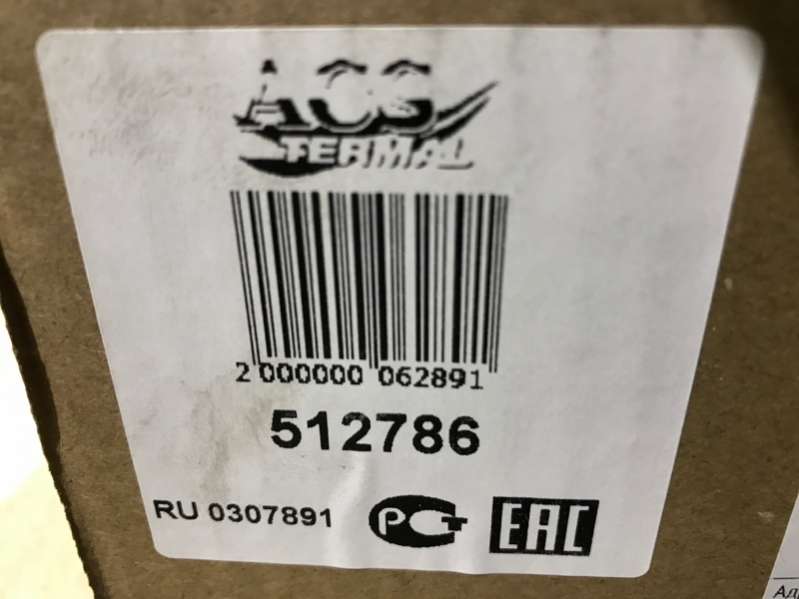 ACS
TERMAL
2 000000 062891
512786
RU 0307891 РСТ EAC